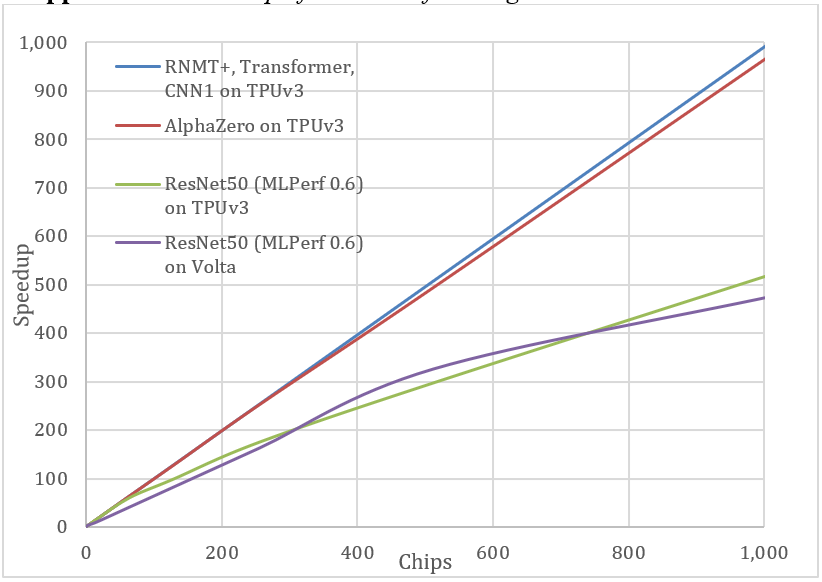 1,000
900
800
700
600
500
400
300
200
100
0
Speedup
RNMT+, Transformer,
CNN1 on TPUv3
AlphaZero on TPUv3
ResNet50 (MLPerf 0.6)
on TPUv3
ResNet50 (MLPerf 0.6)
on Volta
0 200 400 600 800 1,000
Chips